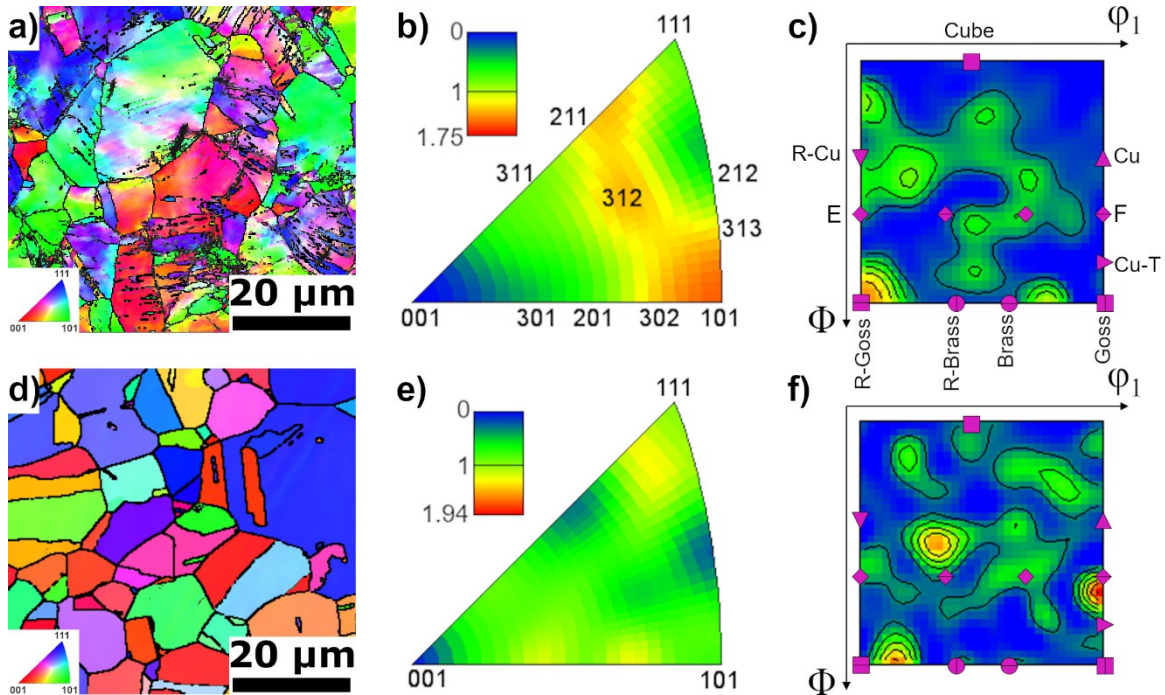 a)
111
001
101
20 µm
b)
0
1
1.75
111
211
311
212
312
313
001
301
201
302
101
c)
φ₁
Cube
R-Cu
Cu
E
F
Cu-T
Φ
R-Goss
R-Brass
Brass
Goss
d)
111
001
101
20 µm
e)
0
1
1.94
111
001
101
f)
φ₁
Φ